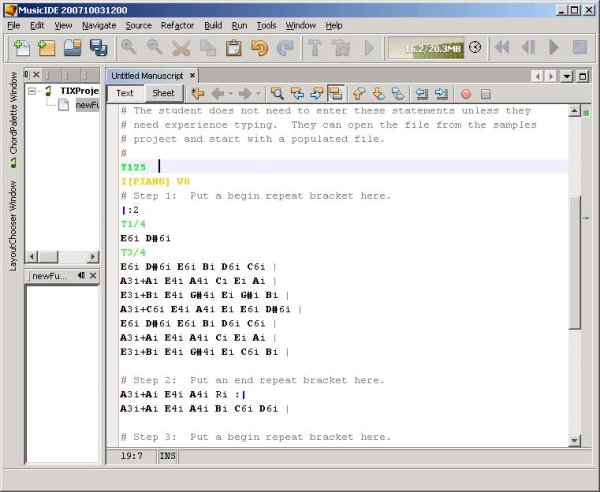 MusicIDE 200710031200
File Edit View Navigate Source Refactor Build Run Tools Window Help
16.2/20.3MB
ChordPalette Window
LayoutChooser Window
TIXProje
newFu
newFu...
Untitled Manuscript
Text Sheet
# The student does not need to enter these statements unless they
# need experience typing. They can open the file from the samples
# project and start with a populated file.
#
T125
I[PIANO] V0
# Step 1: Put a begin repeat bracket here.
|:2
T1/4
E6i D#6i
T3/4
E6i D#6i E6i Bi D6i C6i |
A3i+Ai E4i A4i Ci Ei Ai |
E3i+Bi E4i G#4i Ei G#i Bi |
A3i+C6i E4i A4i Ei E6i D#6i |
E6i D#6i E6i Bi D6i C6i |
A3i+Ai E4i A4i Ci Ei Ai |
E3i+Bi E4i G#4i Ei C6i Bi |
# Step 2: Put an end repeat bracket here.
A3i+Ai E4i A4i Ri :|
A3i+Ai E4i A4i Bi C6i D6i |
# Step 3: Put a begin repeat bracket here.
19:7 INS